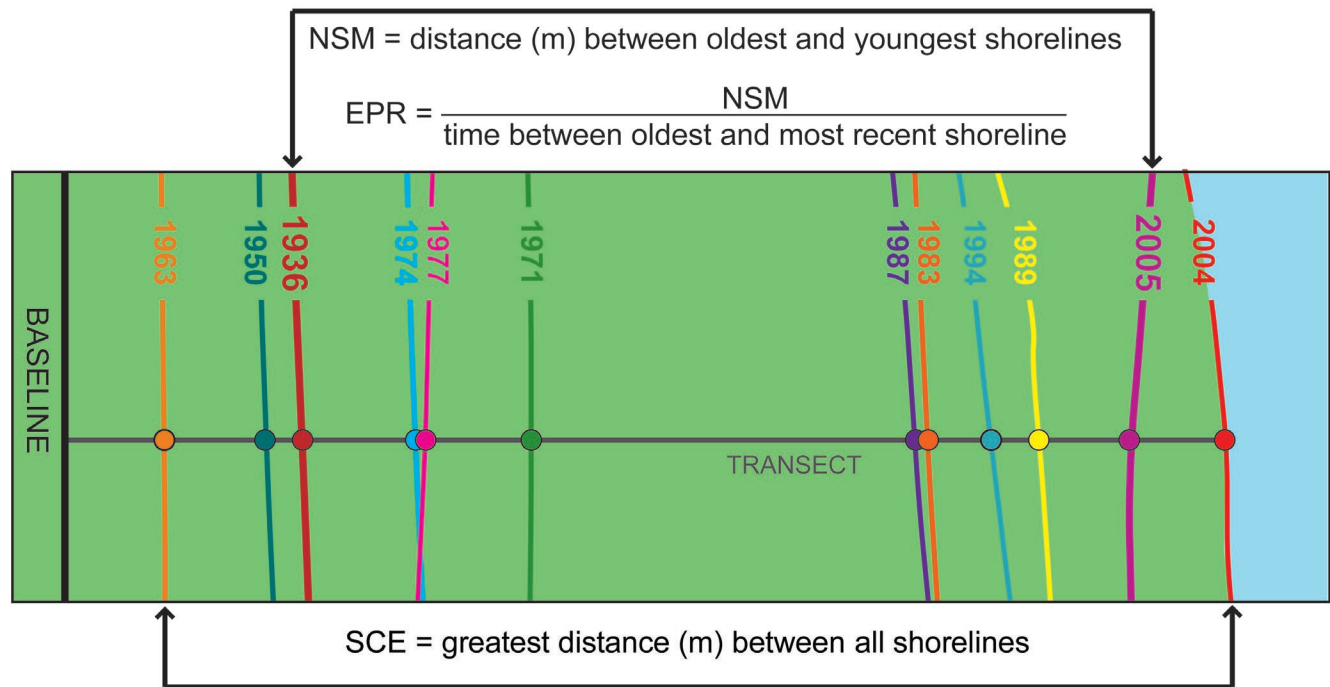 NSM = distance (m) between oldest and youngest shorelines
EPR = NSM
time between oldest and most recent shoreline
BASELINE
1963
1950
1936
1974
1977
1971
1987
1983
1994
1989
2005
2004
TRANSECT
SCE = greatest distance (m) between all shorelines